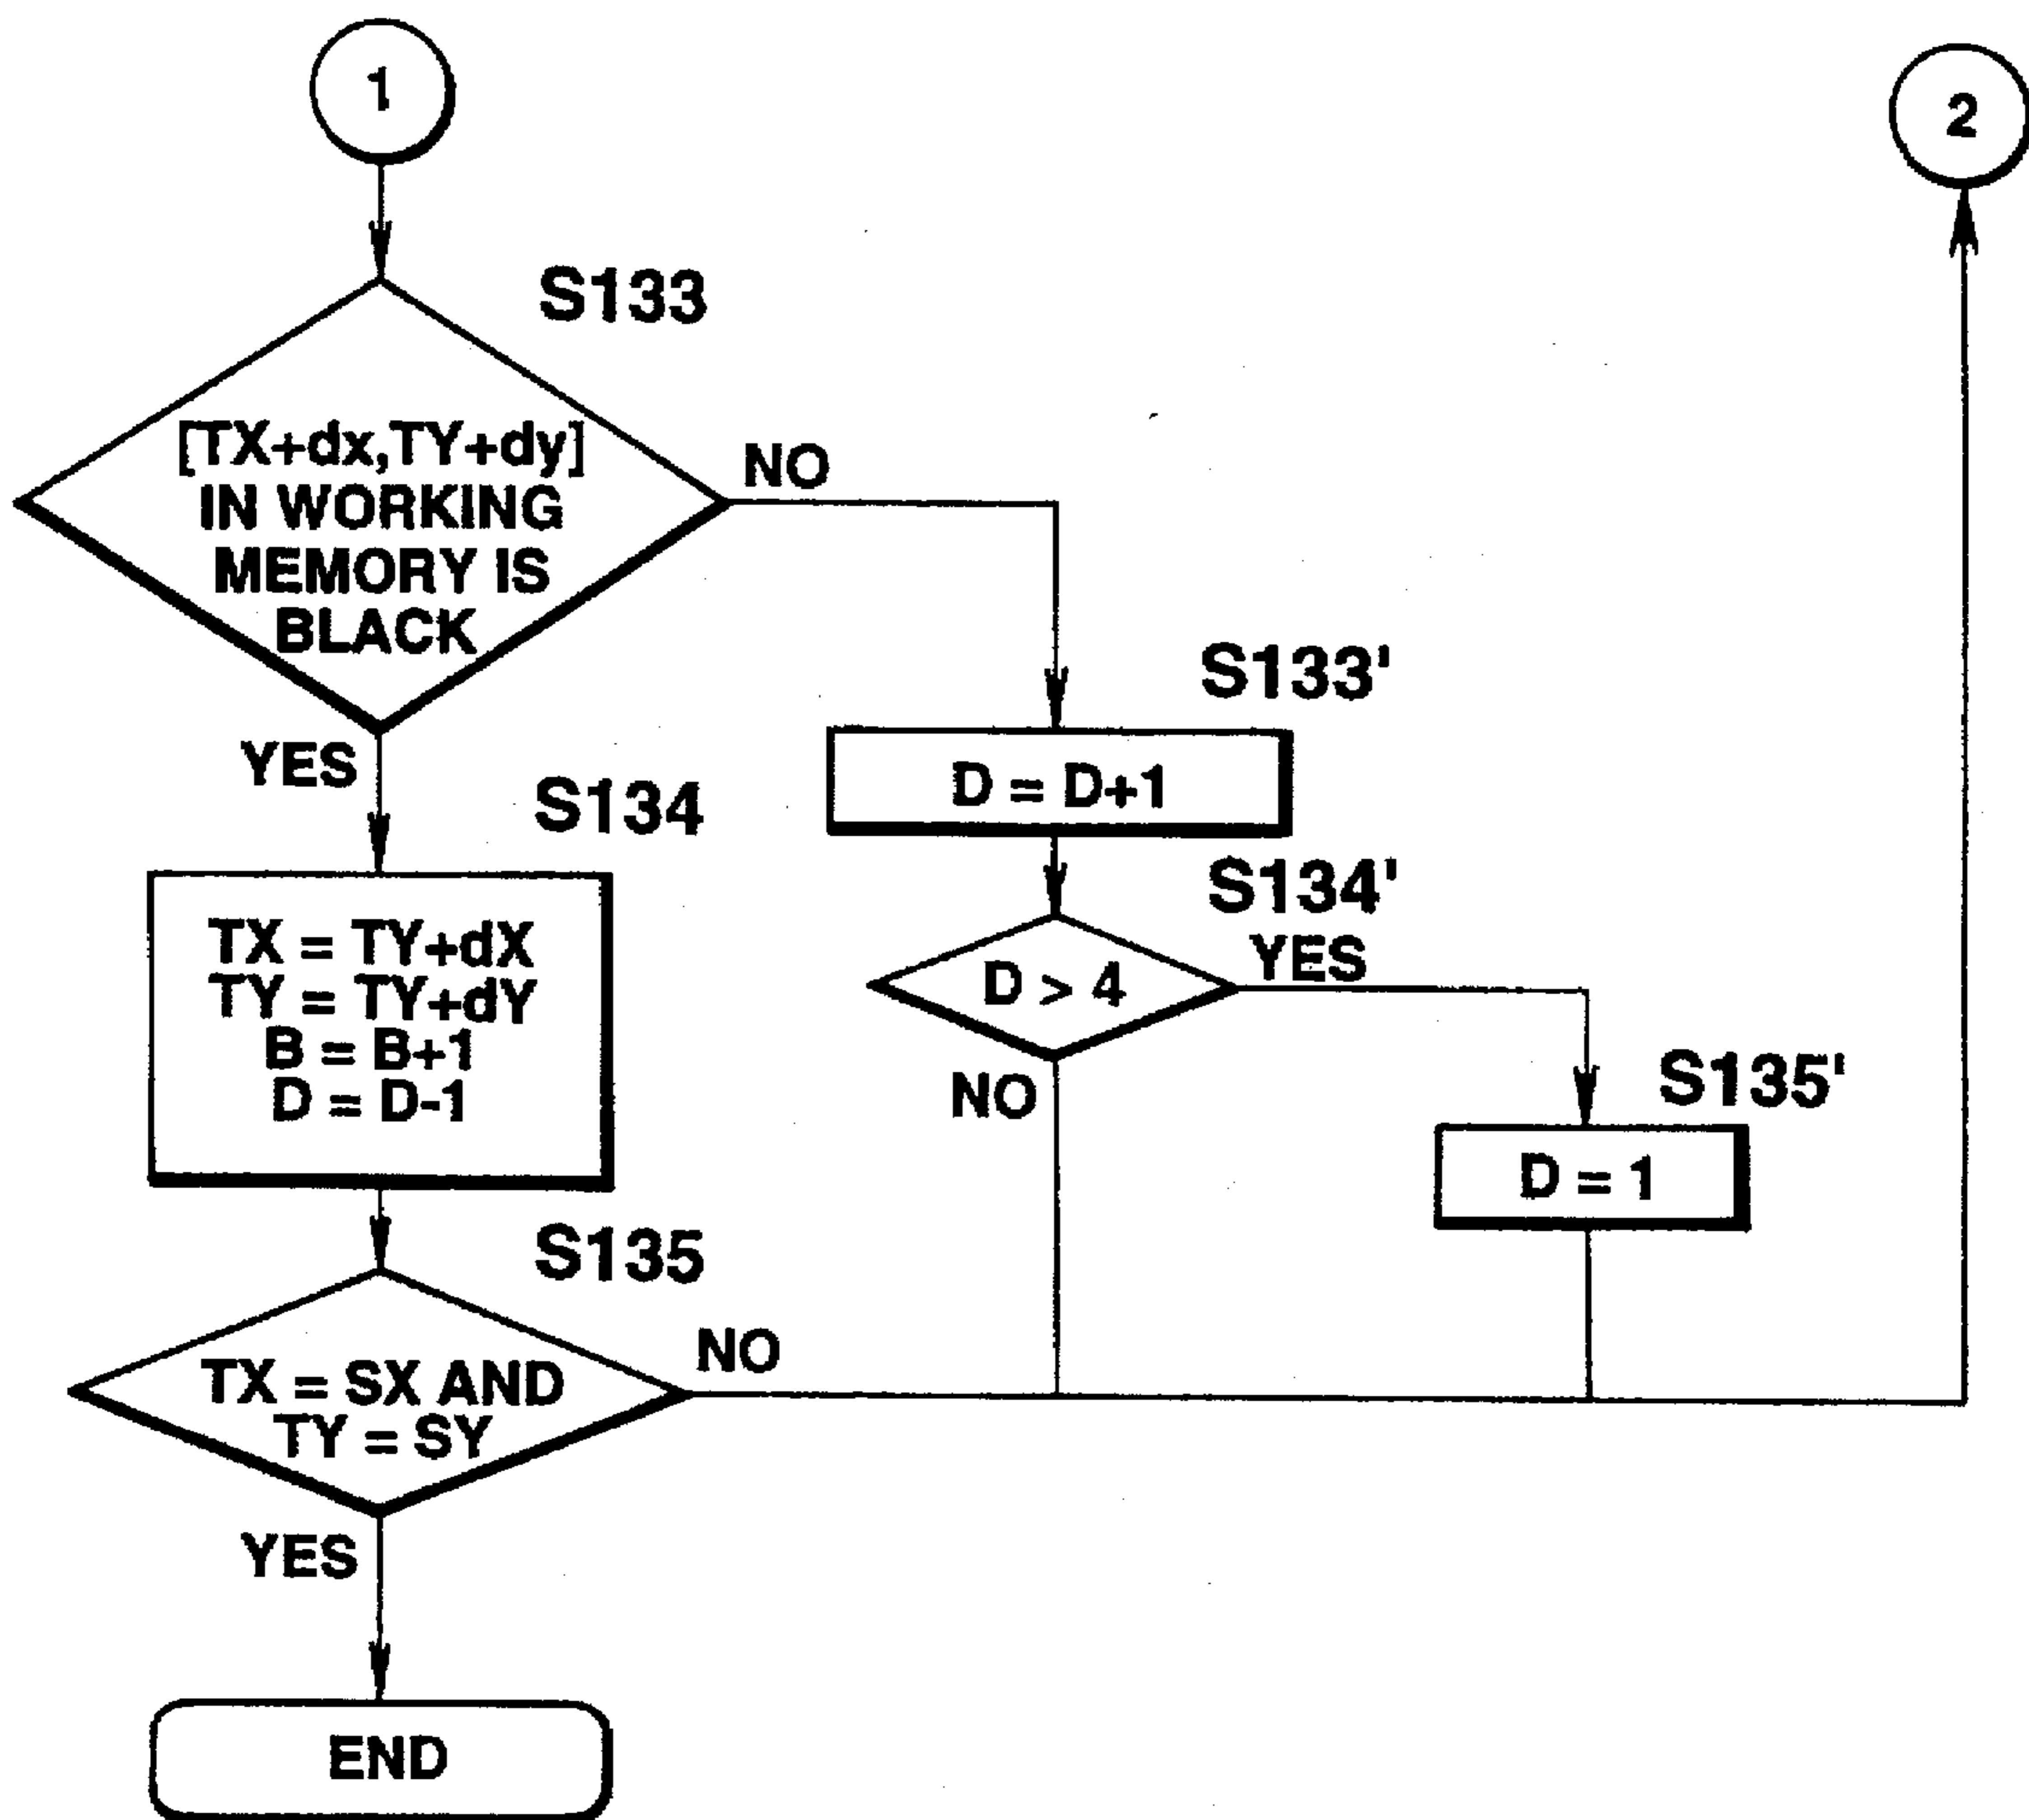 1
2
S133
[TX+dx,TY+dy]
IN WORKING
MEMORY IS
BLACK
NO
YES
S133'
D = D+1
S134
TX = TY+dX
TY = TY+dY
B = B+1
D = D-1
S134'
D > 4
YES
NO
S135'
D = 1
S135
TX = SX AND
TY = SY
NO
YES
END